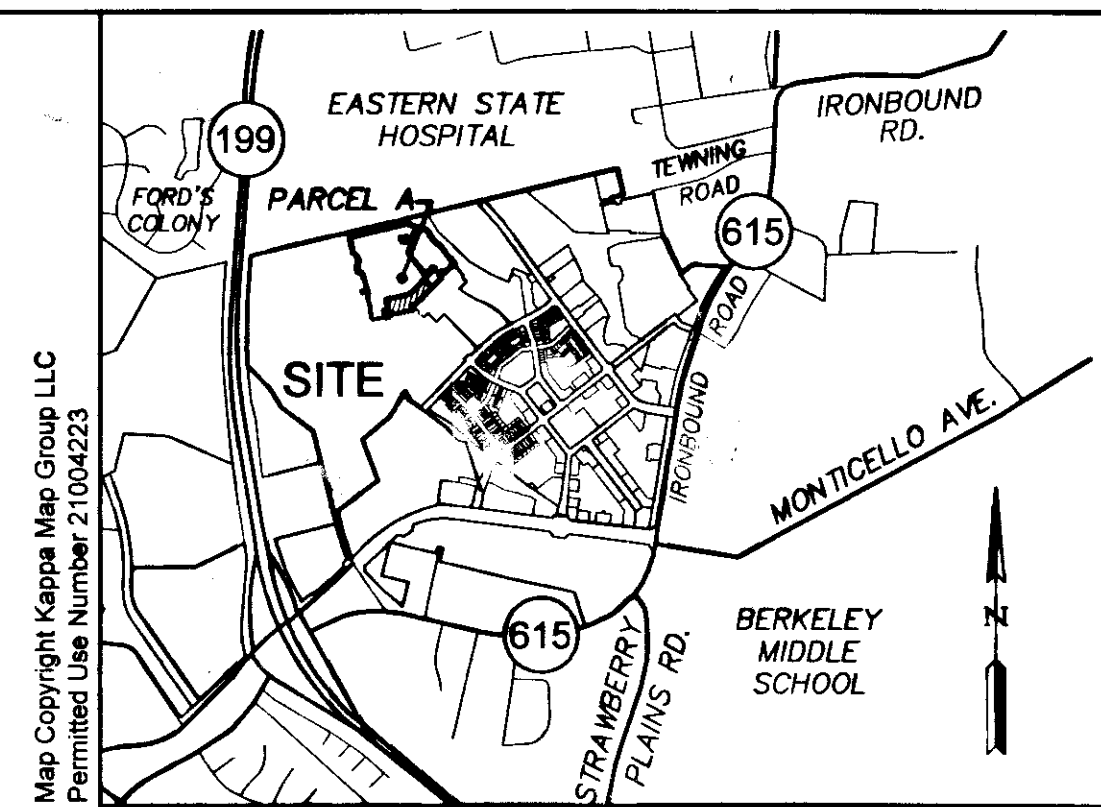 EASTERN STATE
HOSPITAL
IRONBOUND
RD.
199
TEWNING
ROAD
FORD'S
COLONY
PARCEL A
615
ROAD
SITE
IRONBOUND
MONTICELLO AVE.
Map Copyright Kappa Map Group LLC
Permitted Use Number 21004223
N
615
BERKELEY
MIDDLE
SCHOOL
STRAWBERRY
PLAINS RD.